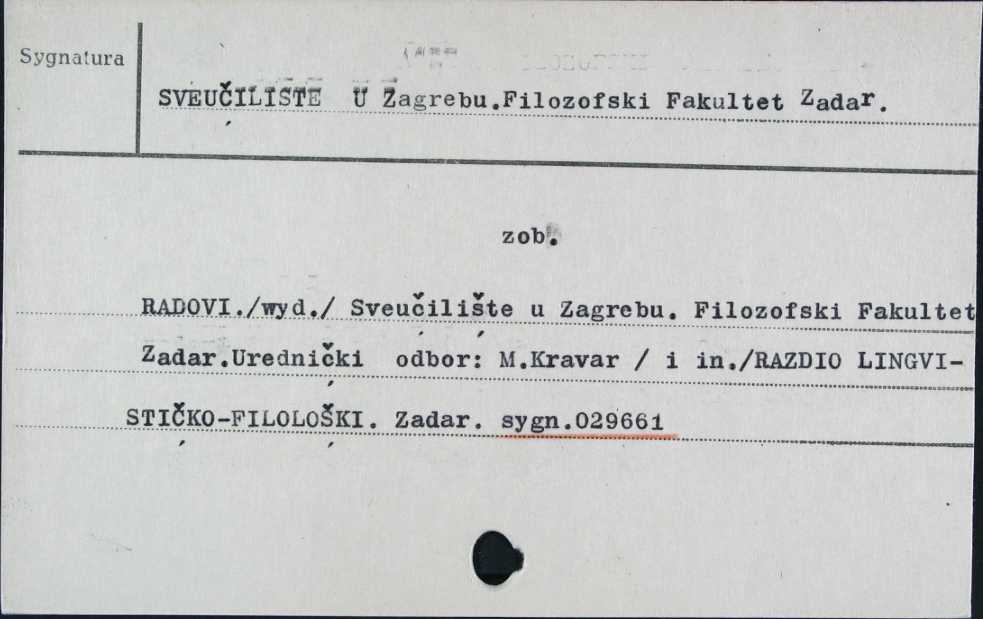 Sygnatura
SVEUČILIŠTE U Zagrebu.Filozofski Fakultet Zadar.
zob.
RADOVI./wyd./ Sveučilište u Zagrebu. Filozofski Fakultet
Zadar.Urednički odbor: M.Kravar / i in./RAZDIO LINGVI-
STIČKO-FILOLOŠKI. Zadar. sygn.029661